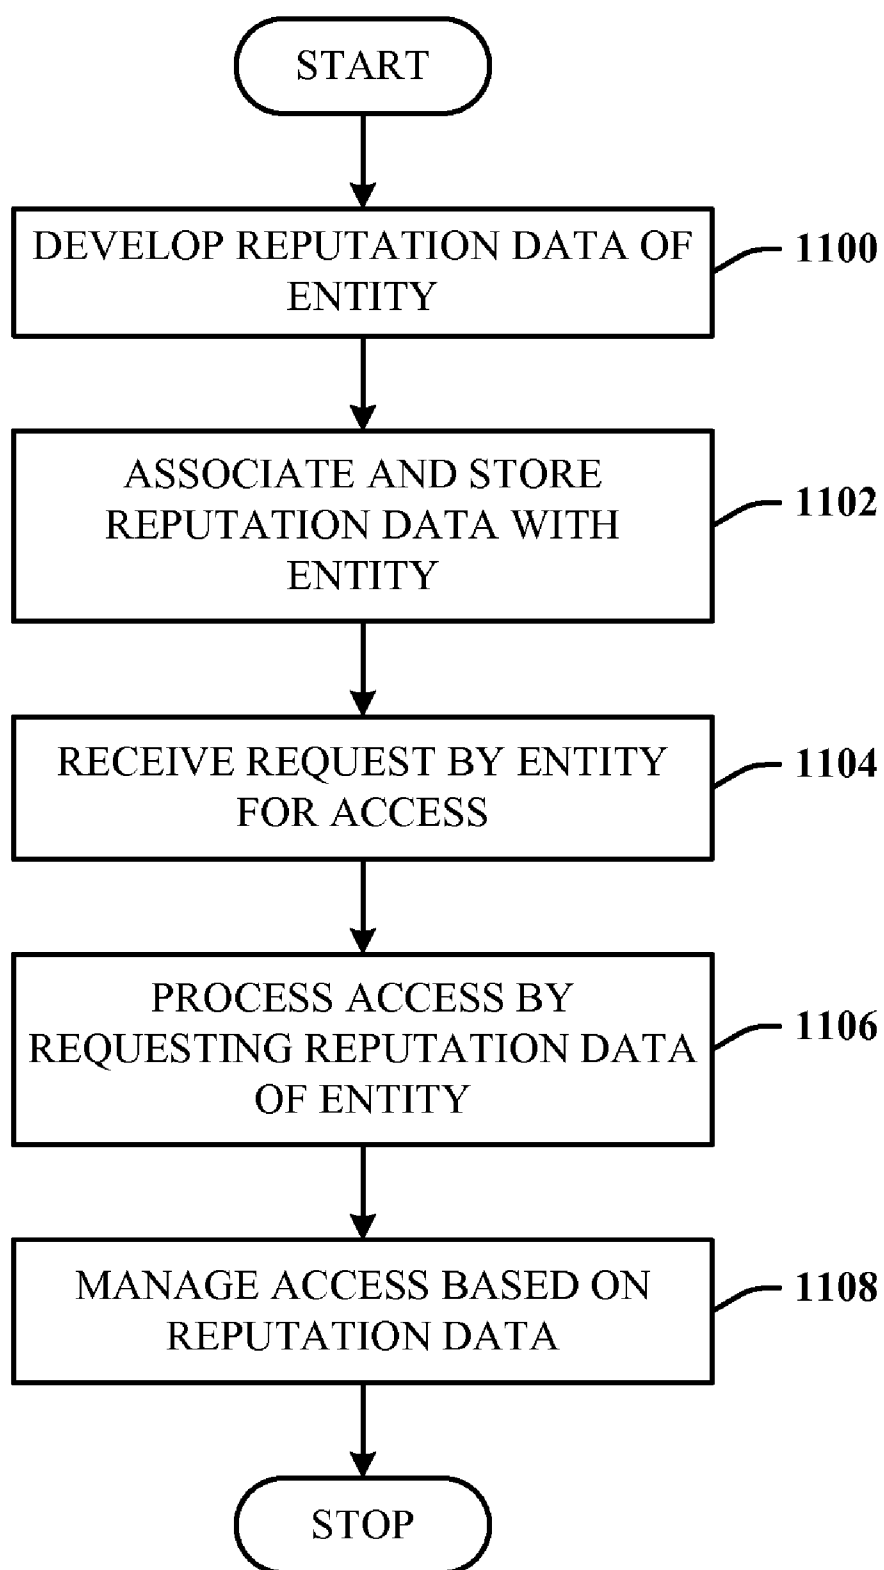 START
DEVELOP REPUTATION DATA OF
ENTITY
1100
ASSOCIATE AND STORE
REPUTATION DATA WITH
ENTITY
1102
RECEIVE REQUEST BY ENTITY
FOR ACCESS
1104
PROCESS ACCESS BY
REQUESTING REPUTATION DATA
OF ENTITY
1106
MANAGE ACCESS BASED ON
REPUTATION DATA
1108
STOP